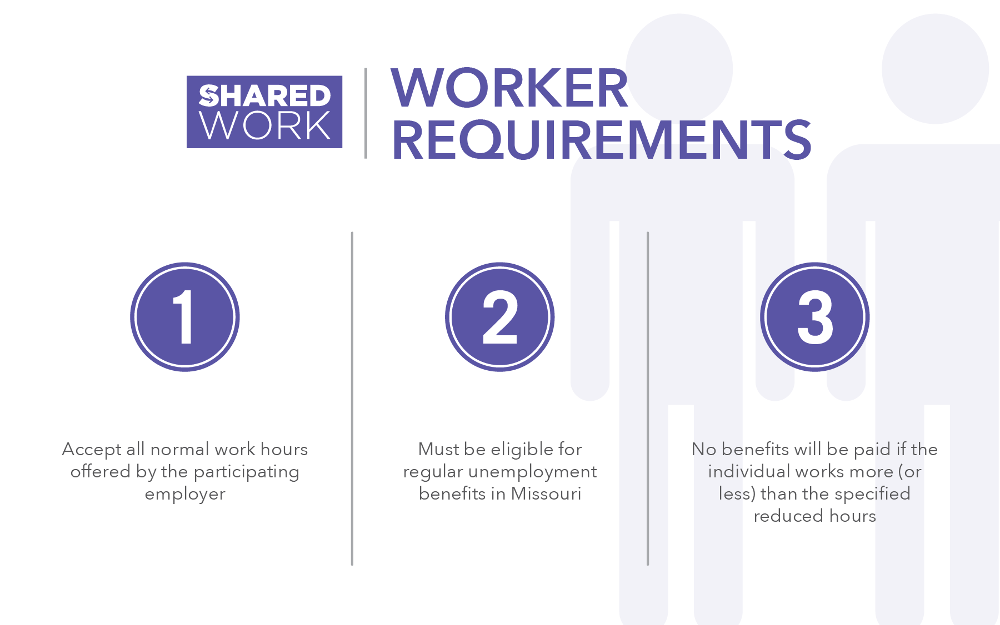 SHARED
WORK
WORKER
REQUIREMENTS
1
Accept all normal work hours
offered by the participating
employer
2
Must be eligible for
regular unemployment
benefits in Missouri
3
No benefits will be paid if the
individual works more (or
less) than the specified
reduced hours